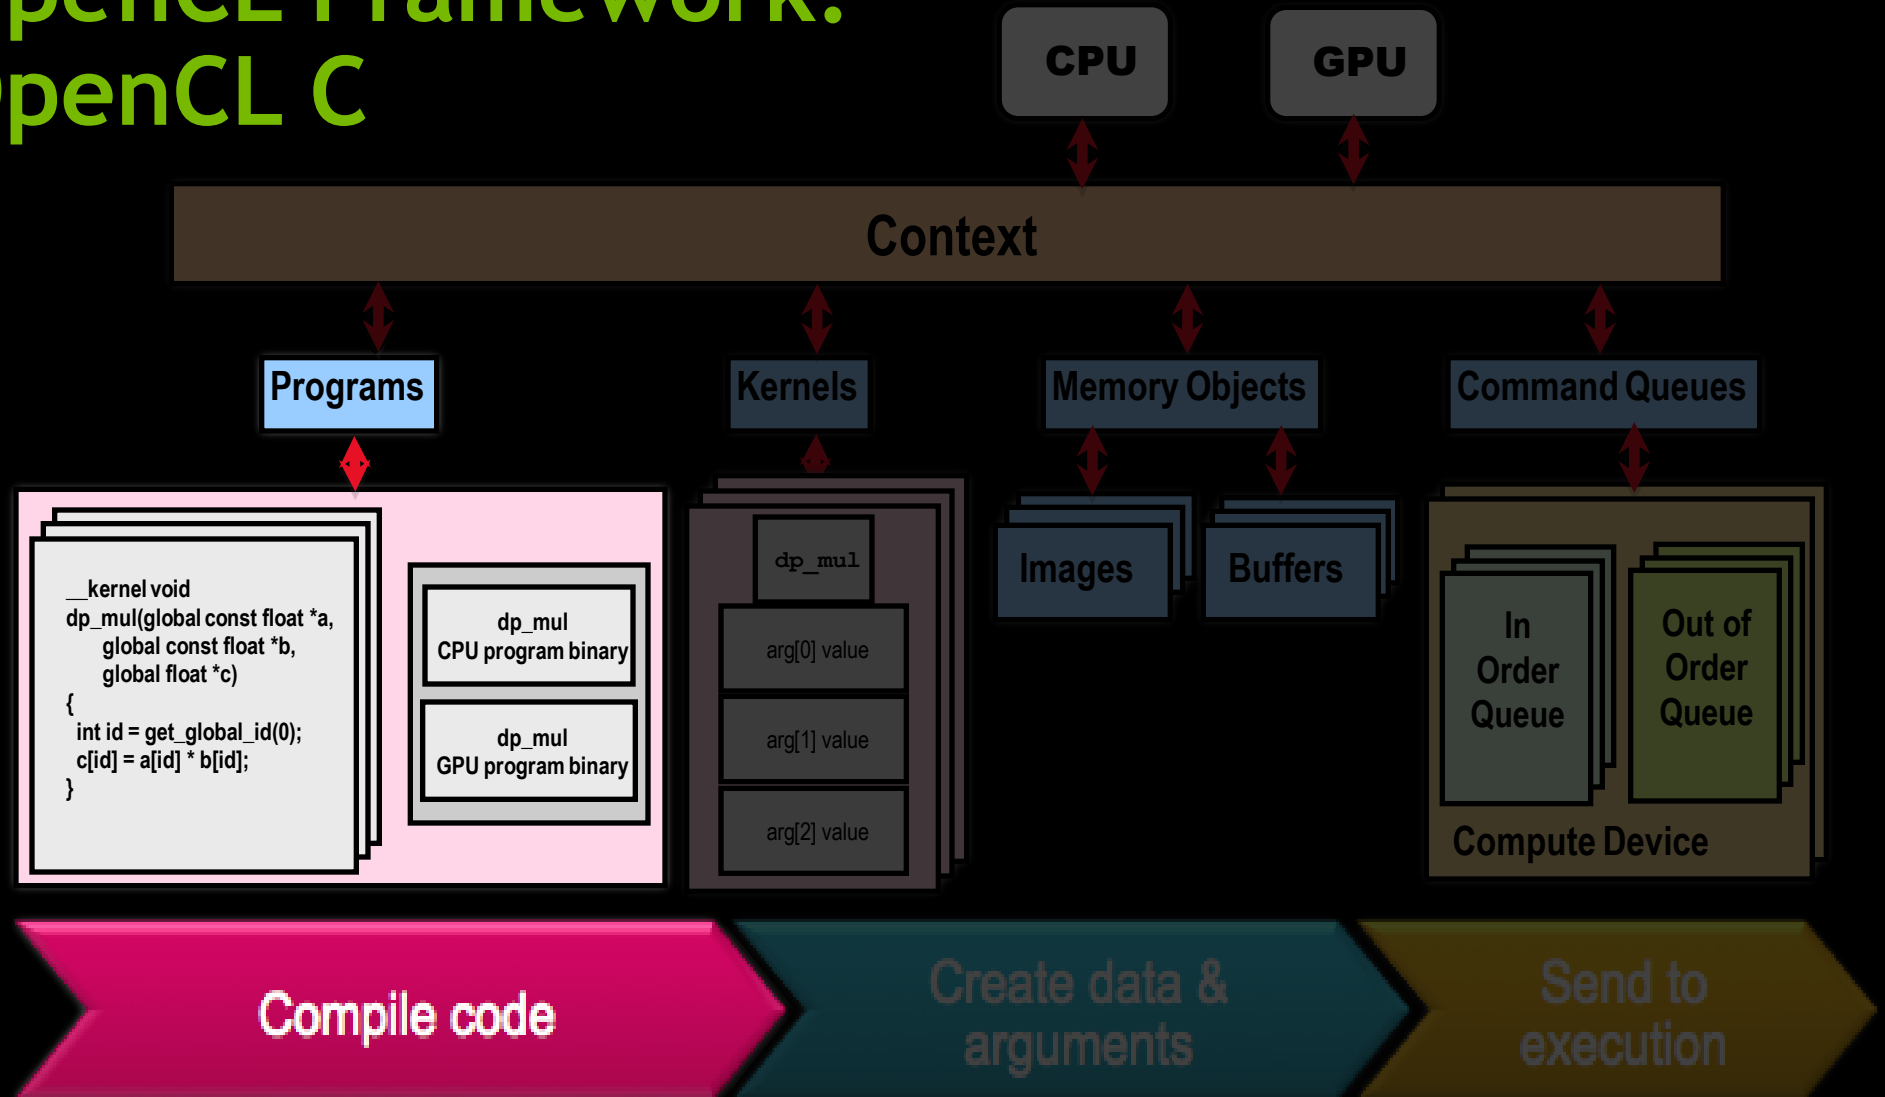 penCL Framework:
OpenCL C
CPU
GPU
Context
Programs
Kernels
Memory Objects
Command Queues
__kernel void
dp_mul(global const float *a,
global const float *b,
global float *c)
{
int id = get_global_id(0);
c[id] = a[id] * b[id];
}
dp_mul
CPU program binary
dp_mul
GPU program binary
dp_mul
arg[0] value
arg[1] value
arg[2] value
Images
Buffers
In
Order
Queue
Out of
Order
Queue
Compute Device
Compile code
Create data &
arguments
Send to
execution